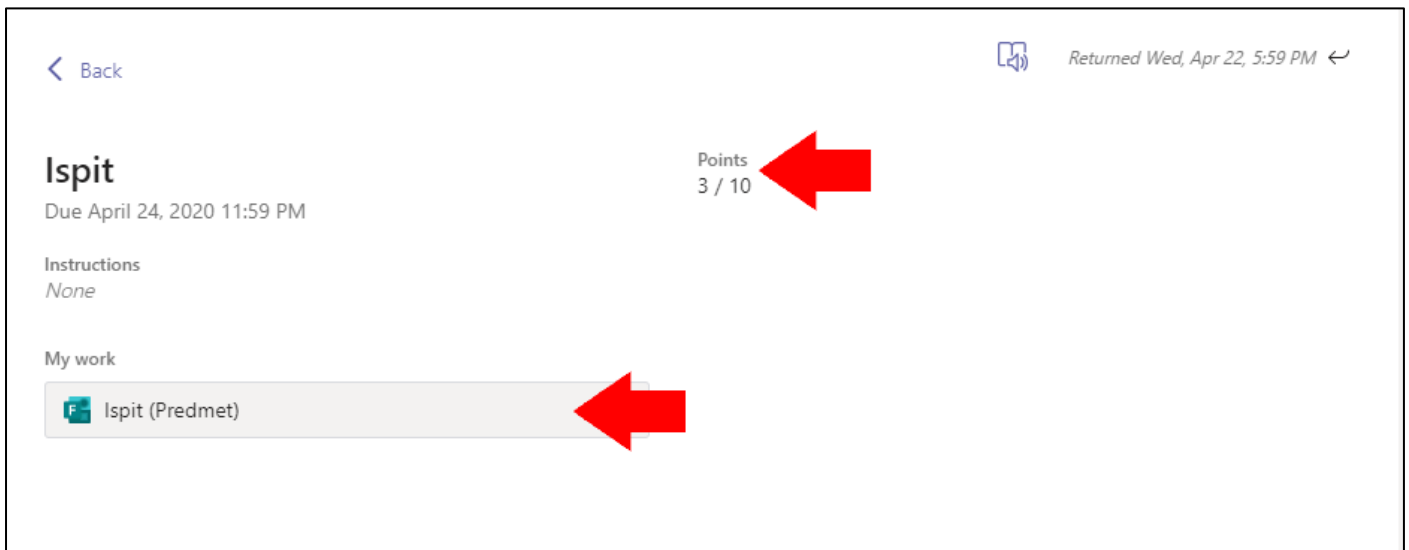 Back
Returned Wed, Apr 22, 5:59 PM
Ispit
Due April 24, 2020 11:59 PM
Points
3 / 10
Instructions
None
My work
Ispit (Predmet)